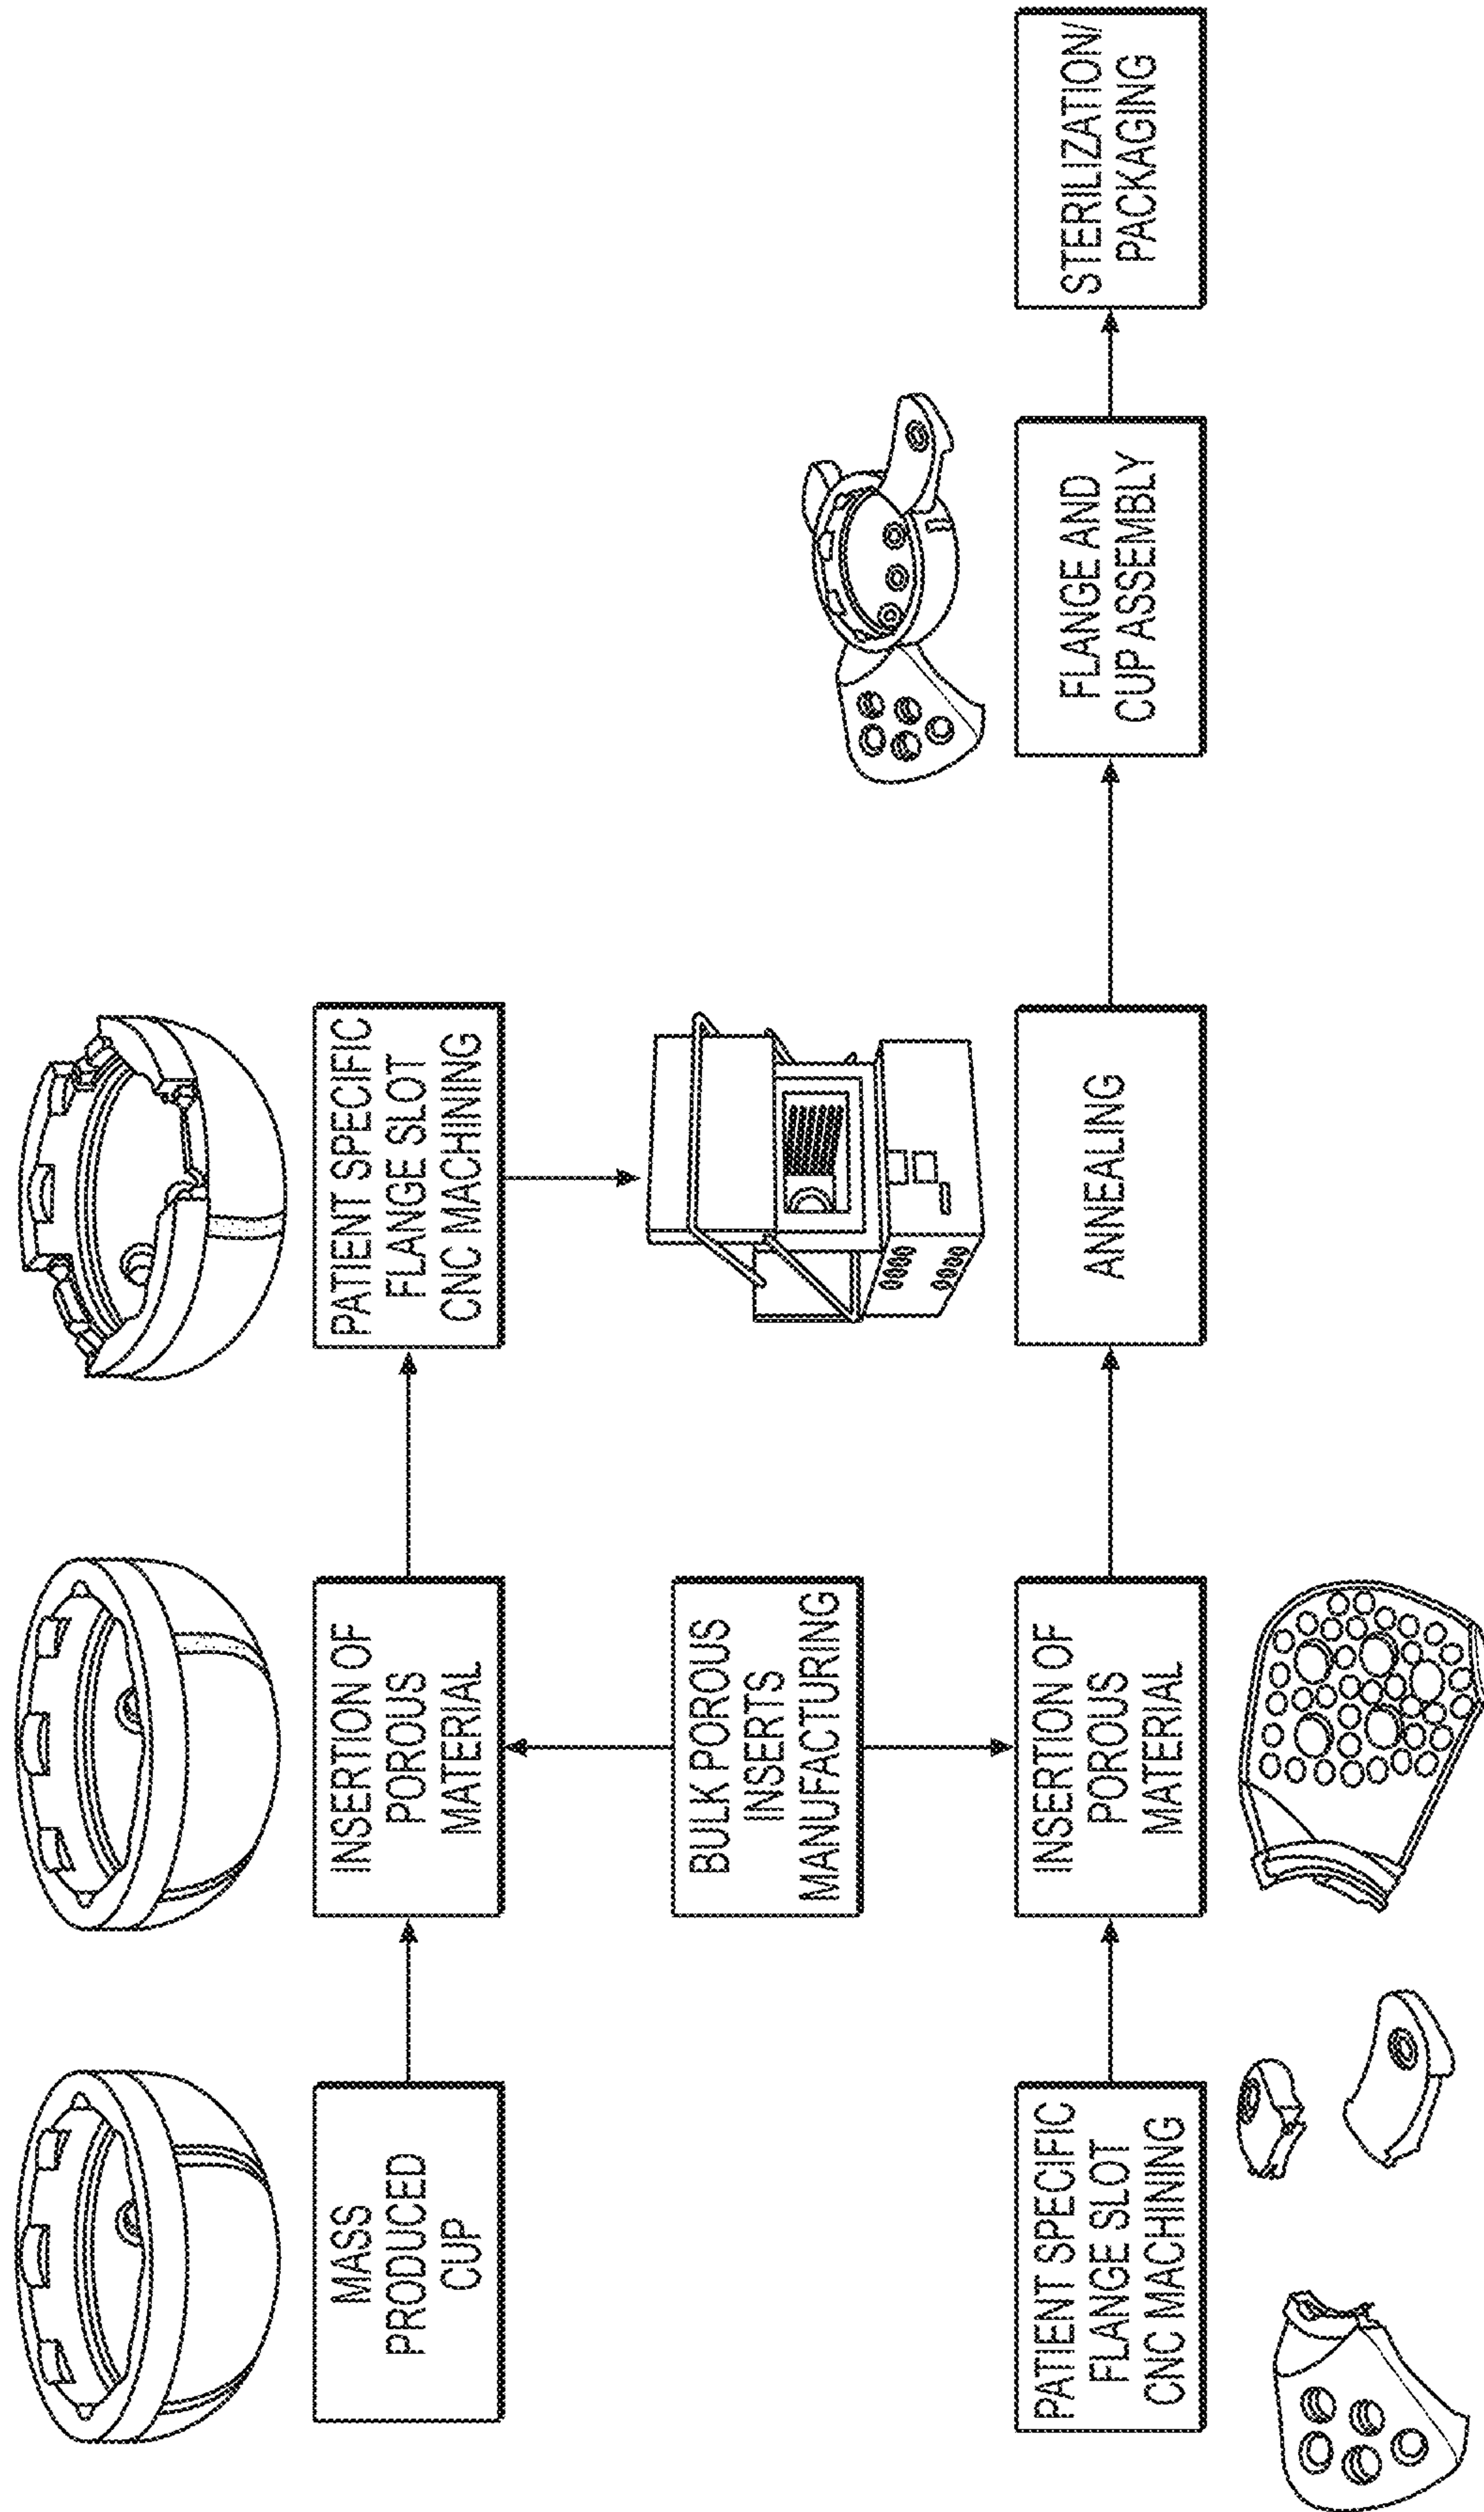 MASS
PRODUCED
CUP
INSERTION OF
POROUS
MATERIAL
PATIENT SPECIFIC
FLANGE SLOT
CNC MACHINING
BULK POROUS
INSERTS
MANUFACTURING
PATIENT SPECIFIC
FLANGE SLOT
CNC MACHINING
INSERTION OF
POROUS
MATERIAL
ANNEALING
FLANGE AND
CUP ASSEMBLY
STERILIZATION/
PACKAGING